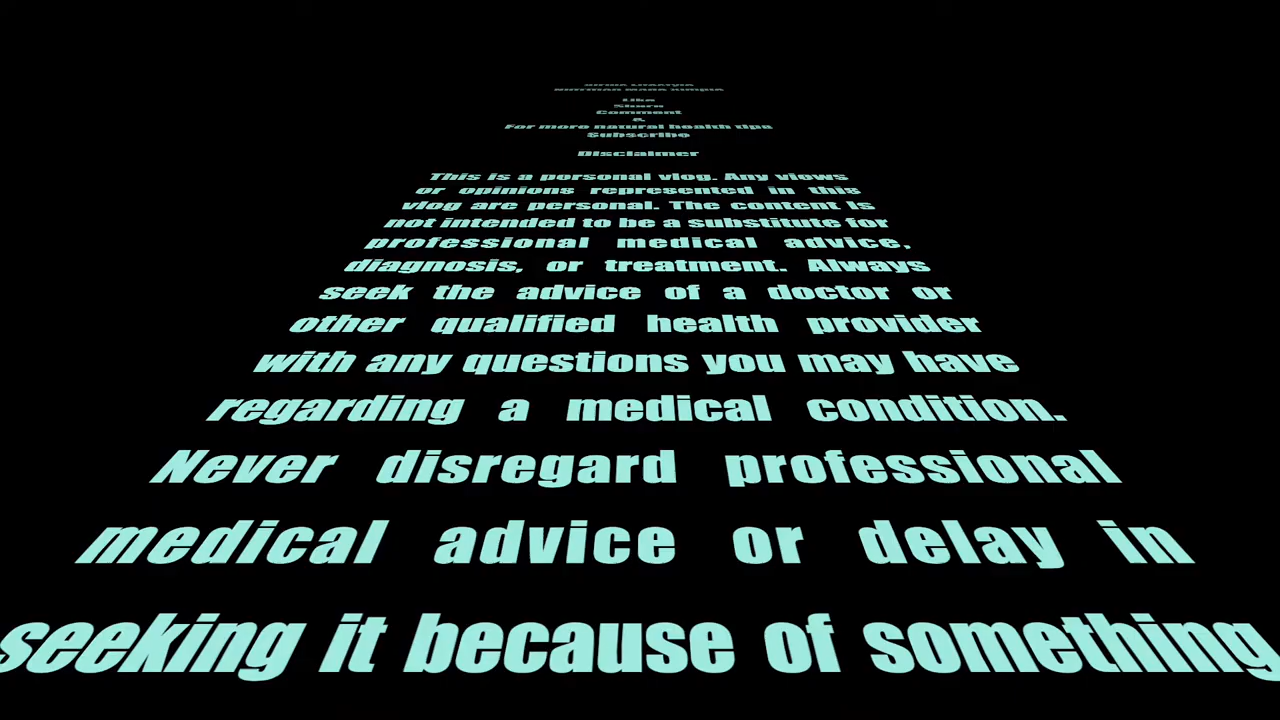 Like
Share
Comment
&
For more natural health tips
Subscribe
Disclaimer
This is a personal vlog. Any views
or opinions represented in this
vlog are personal. The content is
not intended to be a substitute for
professional medical advice,
diagnosis, or treatment. Always
seek the advice of a doctor or
other qualified health provider
with any questions you may have
regarding a medical condition.
Never disregard professional
medical advice or delay in
seeking it because of something